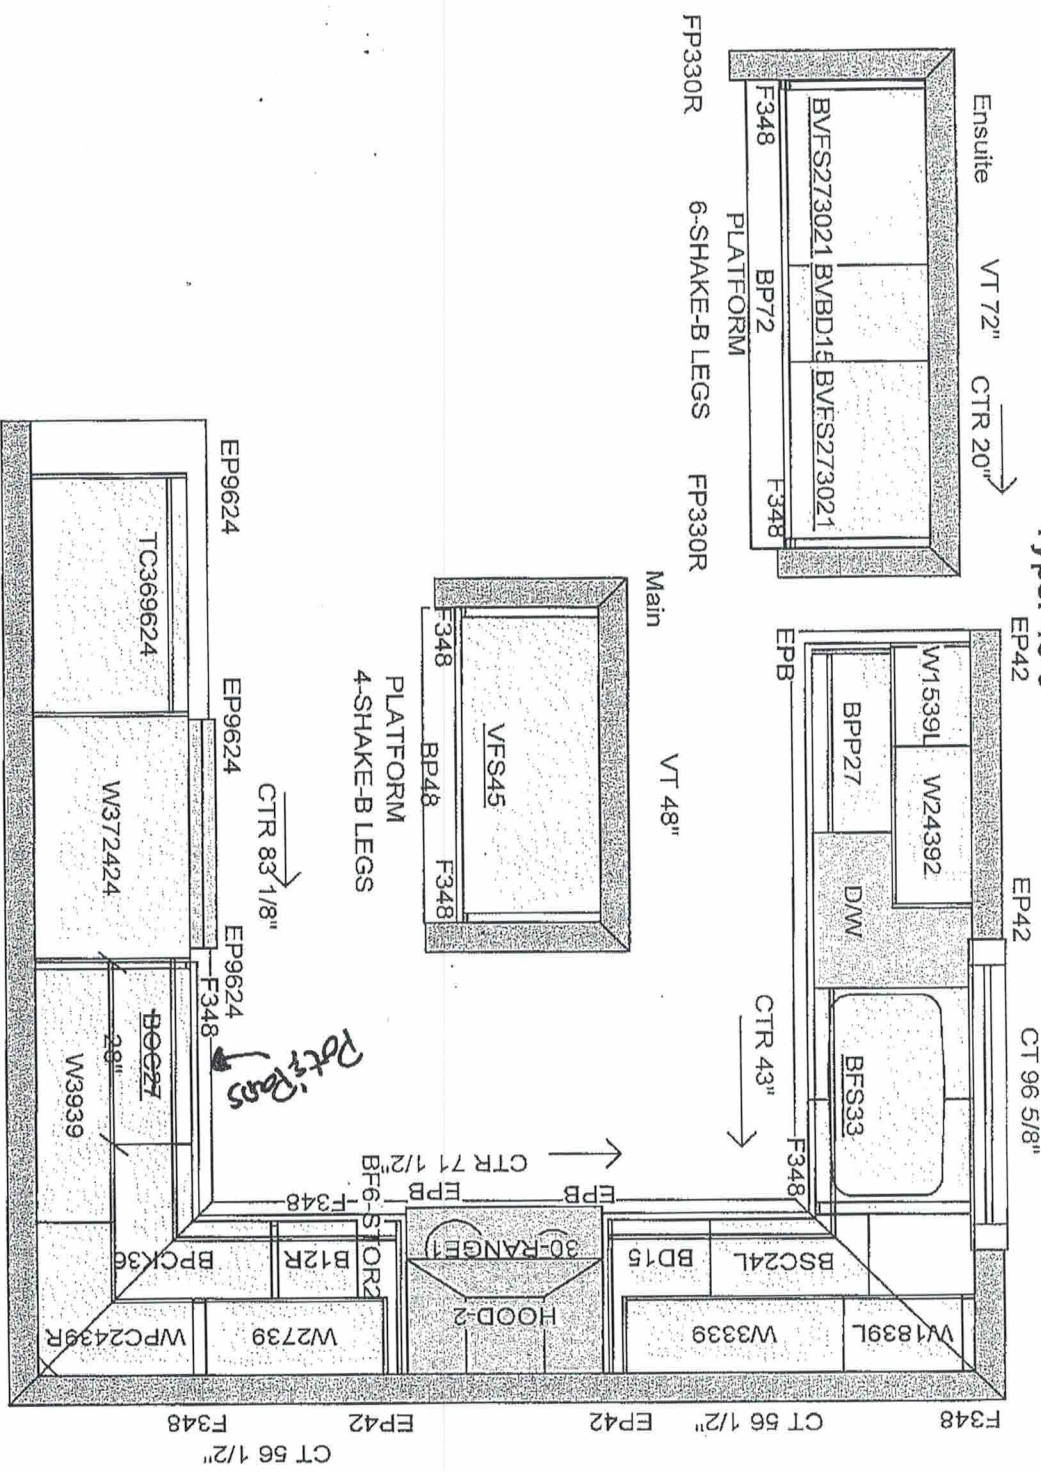 Ensuite VT 72" CTR 20"
BVFS273021 BVBD15 BVFS273021
F348 BP72 F348
PLATFORM
FP330R 6-SHAKE-B LEGS FP330R
Main VT 48"
VFS45
F348 BP48 F348
PLATFORM
4-SHAKE-B LEGS
EP42 EP42 CT 96 5/8"
W1539L W24392
BPP27 D/W BFS33
EPB F348
CTR 43"
F348
W1839L
BSC24L
CT 56 1/2"
W3339
BD15
EP42
EPB
30-RANGE1
HOOD-2
CTR 71 1/2"
EPB
EP42
BF6-STOR2
F348
B12R
W2739
BPCK36
WPC2439R
F348
CT 56 1/2"
EP9624 EP9624 EP9624
F348
CTR 83 1/8"
TC369624 W372424 BOC27
28"
W3939
Pot & Pans